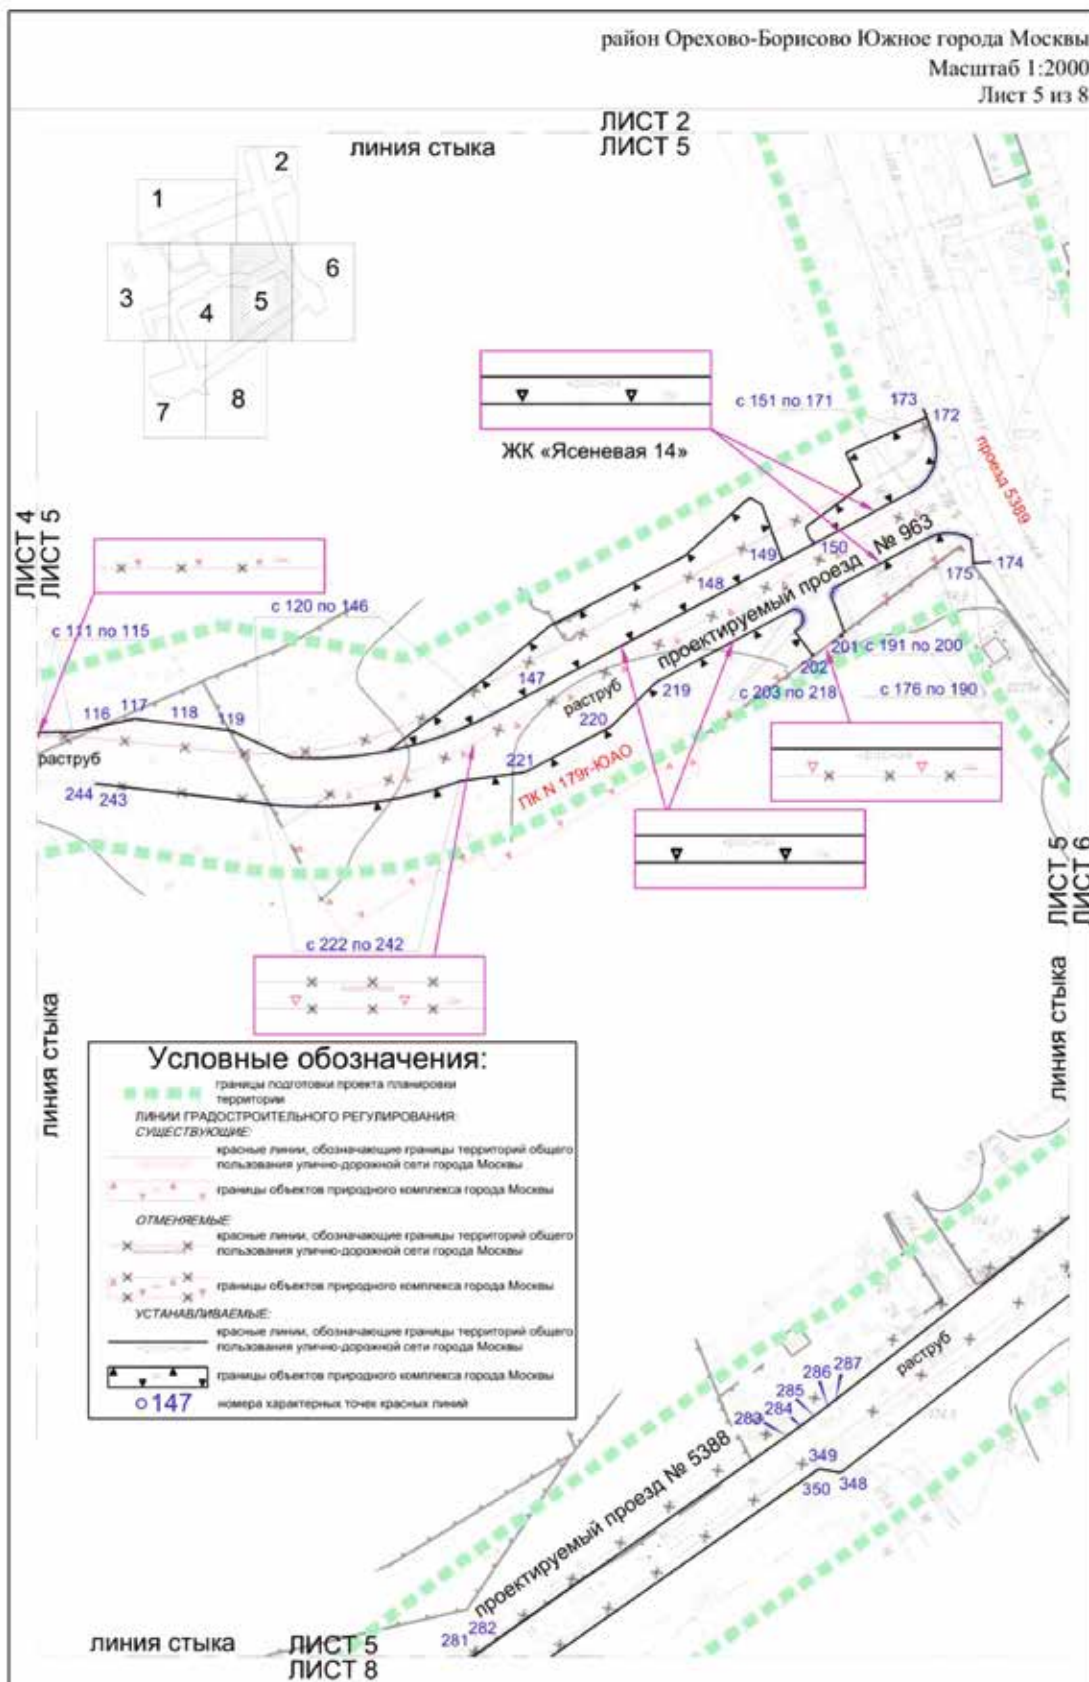 район Орехово-Борисово Южное города Москвы
Масштаб 1:2000
Лист 5 из 8
ЛИСТ 2
линия стыка
ЛИСТ 5
2
1
6
3
4
5
7
8
с 151 по 171
173
172
ЖК «Ясеневая 14»
проезд 5389
ЛИСТ 4
ЛИСТ 5
150
№ 963
149
148
проектируемый проезд
175
174
с 120 по 146
с 111 по 115
147
201
с 191 по 200
202
раструб
219
с 203 по 218
с 176 по 190
116
117
118
119
220
раструб
221
ПК N 179г-ЮАО
244
243
ЛИСТ 5
ЛИСТ 6
с 222 по 242
линия стыка
линия стыка
Условные обозначения:
границы подготовки проекта планировки
территории
ЛИНИИ ГРАДОСТРОИТЕЛЬНОГО РЕГУЛИРОВАНИЯ:
СУЩЕСТВУЮЩИЕ:
красные линии, обозначающие границы территорий общего
пользования улично-дорожной сети города Москвы
границы объектов природного комплекса города Москвы
ОТМЕНЯЕМЫЕ:
красные линии, обозначающие границы территорий общего
пользования улично-дорожной сети города Москвы
границы объектов природного комплекса города Москвы
УСТАНАВЛИВАЕМЫЕ:
красные линии, обозначающие границы территорий общего
пользования улично-дорожной сети города Москвы
границы объектов природного комплекса города Москвы
147
номера характерных точек красных линий
раструб
287
286
285
284
283
349
350
348
проектируемый проезд № 5388
282
281
линия стыка
ЛИСТ 5
ЛИСТ 8